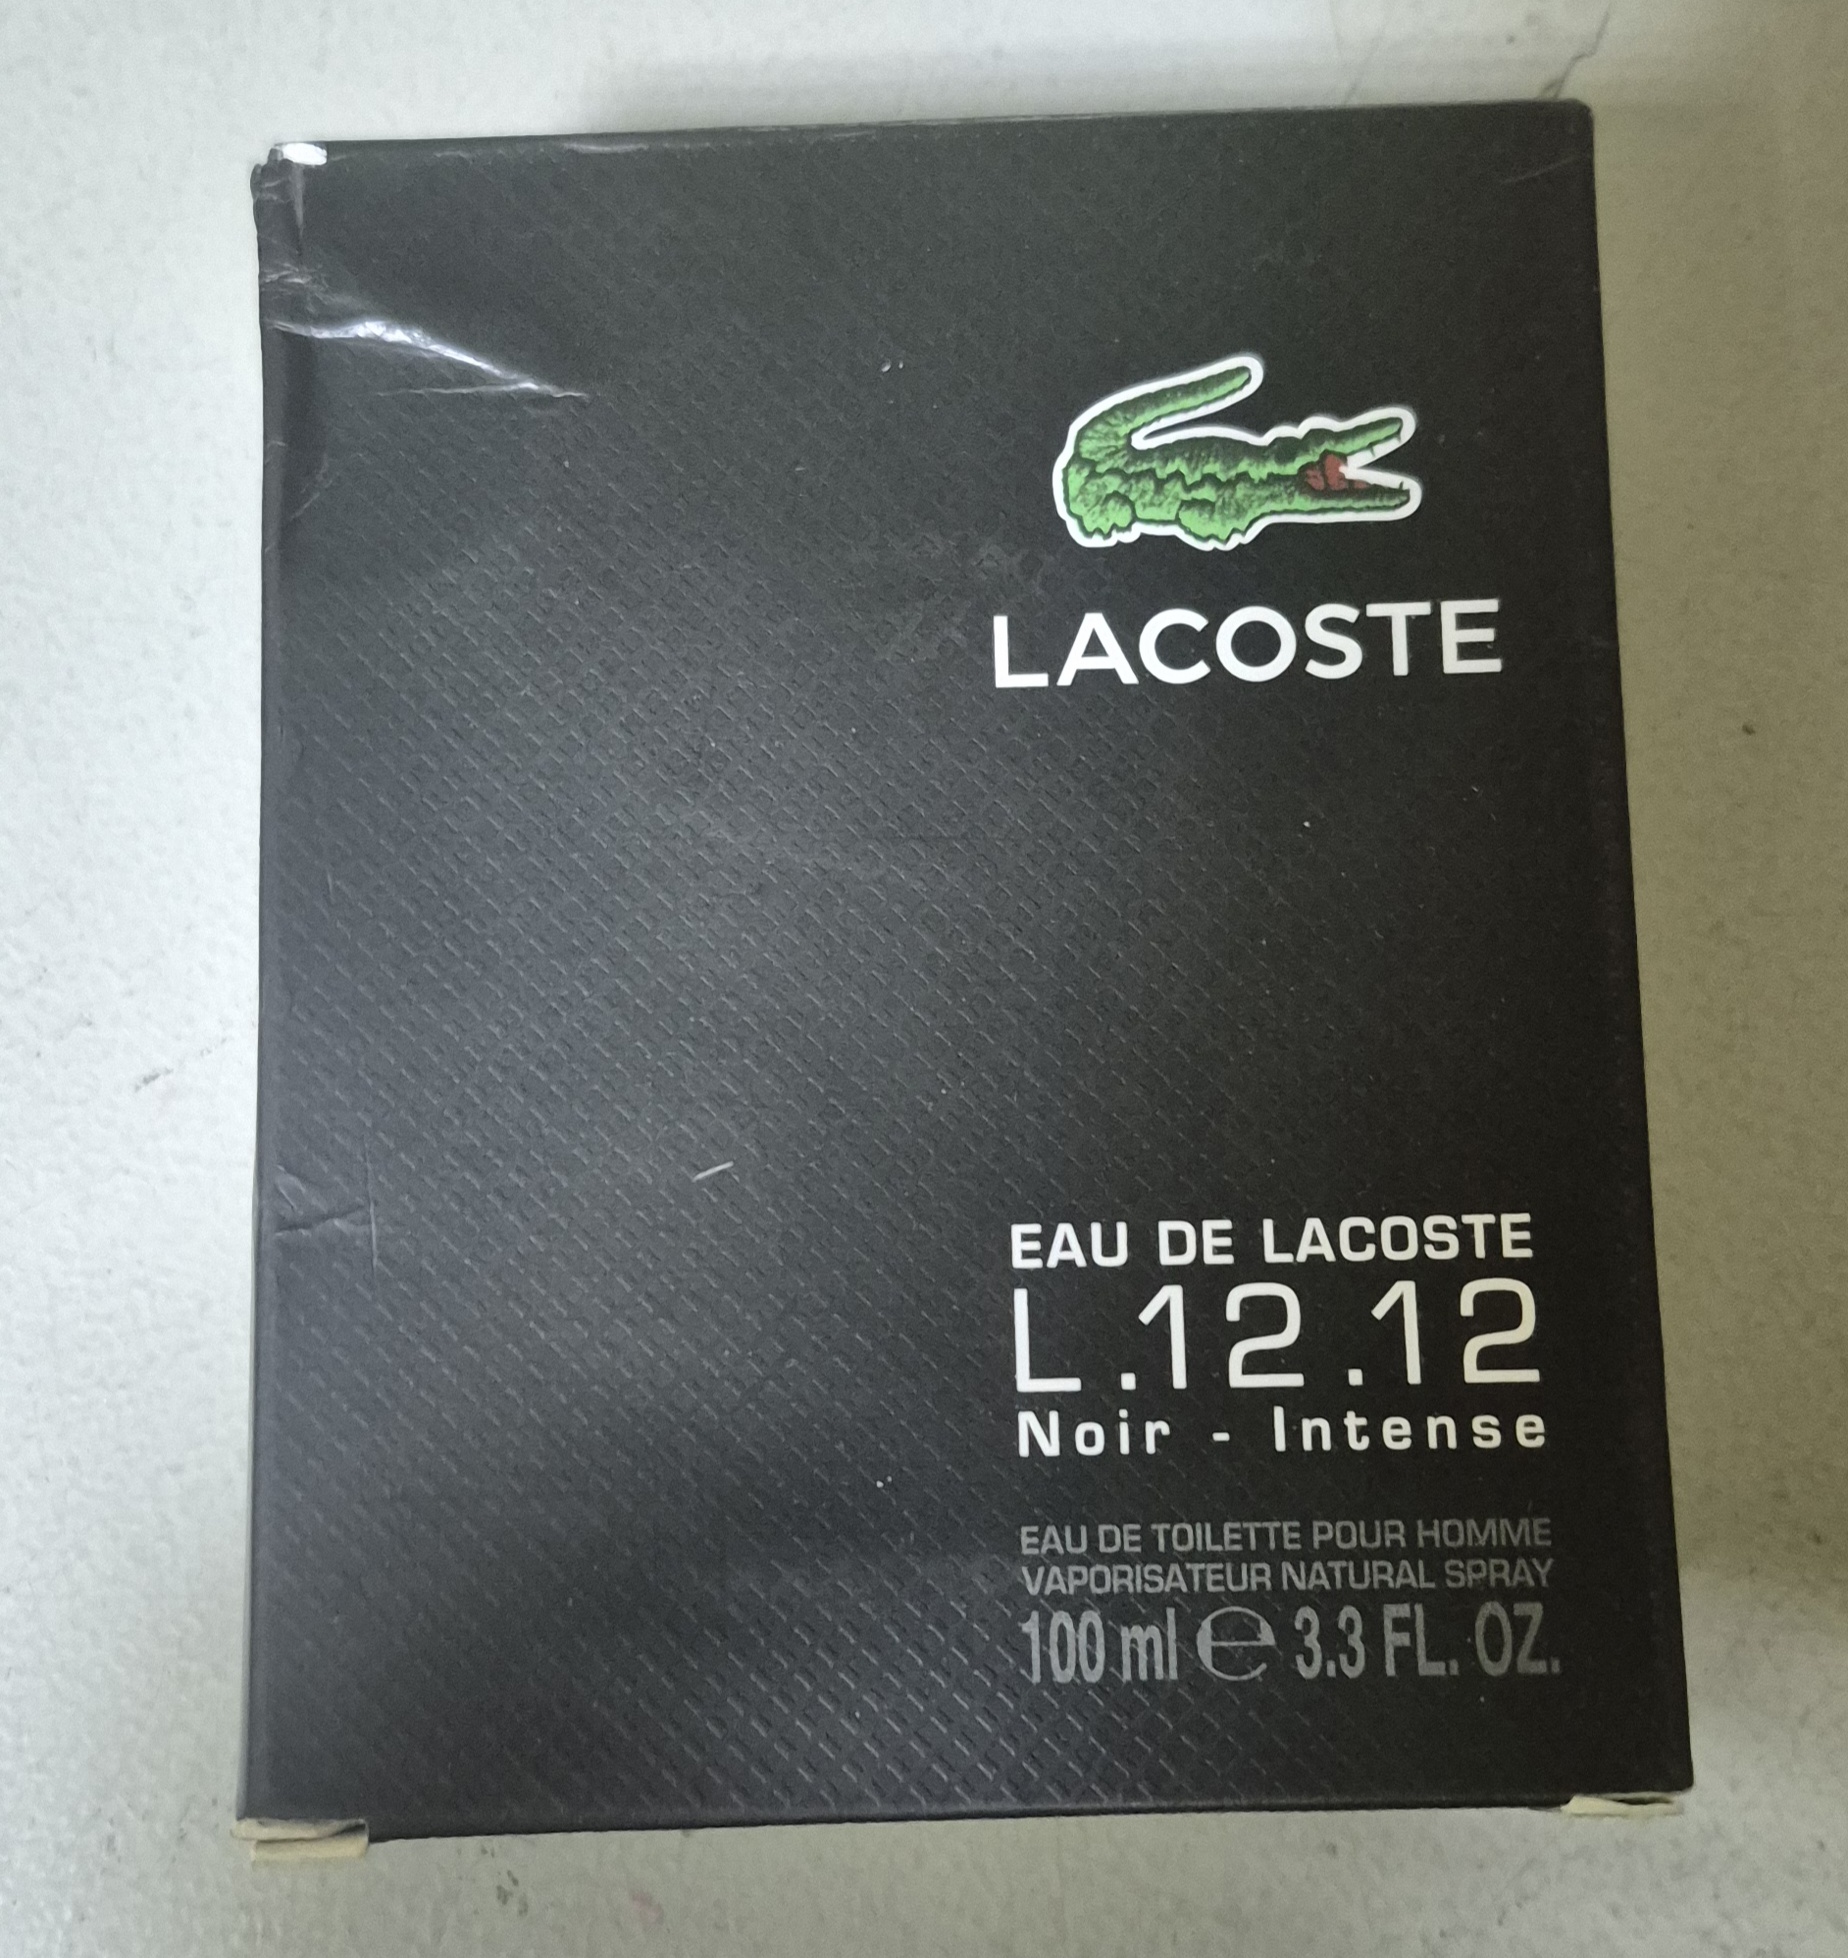 LACOSTE
EAU DE LACOSTE
L.12.12
Noir - Intense
EAU DE TOILETTE POUR HOMME
VAPORISATEUR NATURAL SPRAY
100 ml e 3.3 FL. OZ.